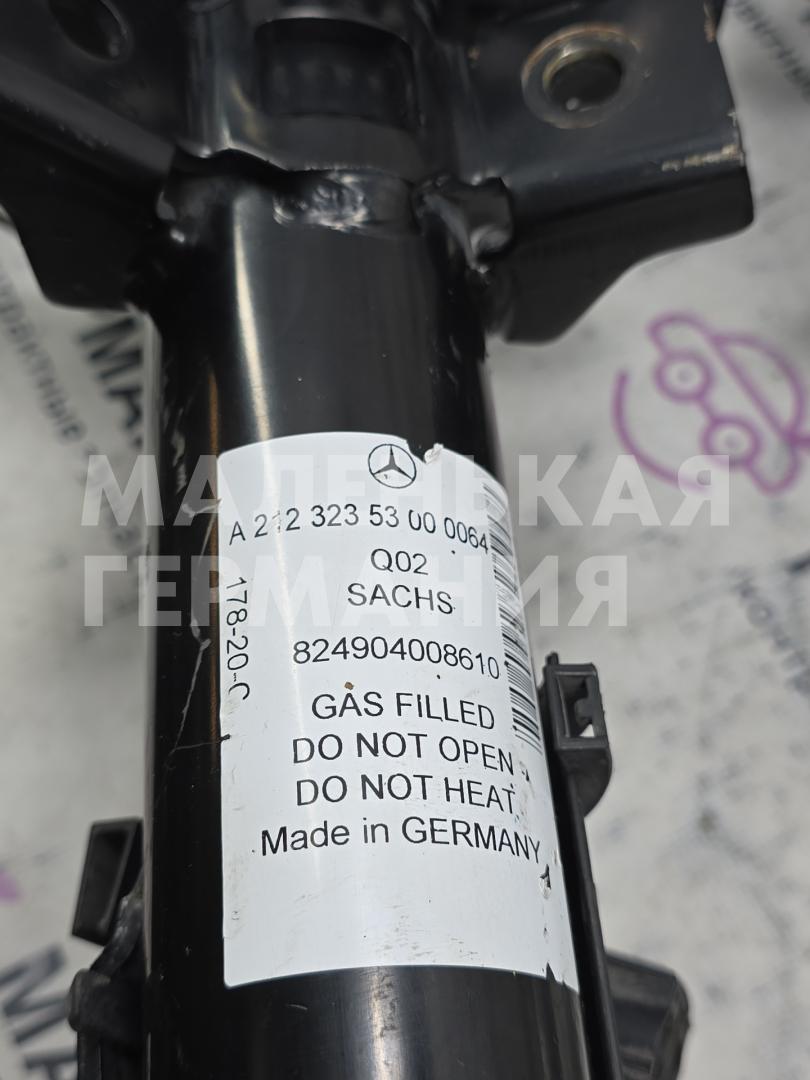 A 212 323 53 00 0064
Q02
SACHS
824904008610
178-20-
GAS FILLED
DO NOT OPEN
DO NOT HEAT
Made in GERMANY
МАЛЕНЬКАЯ
ГЕРМАНИЯ